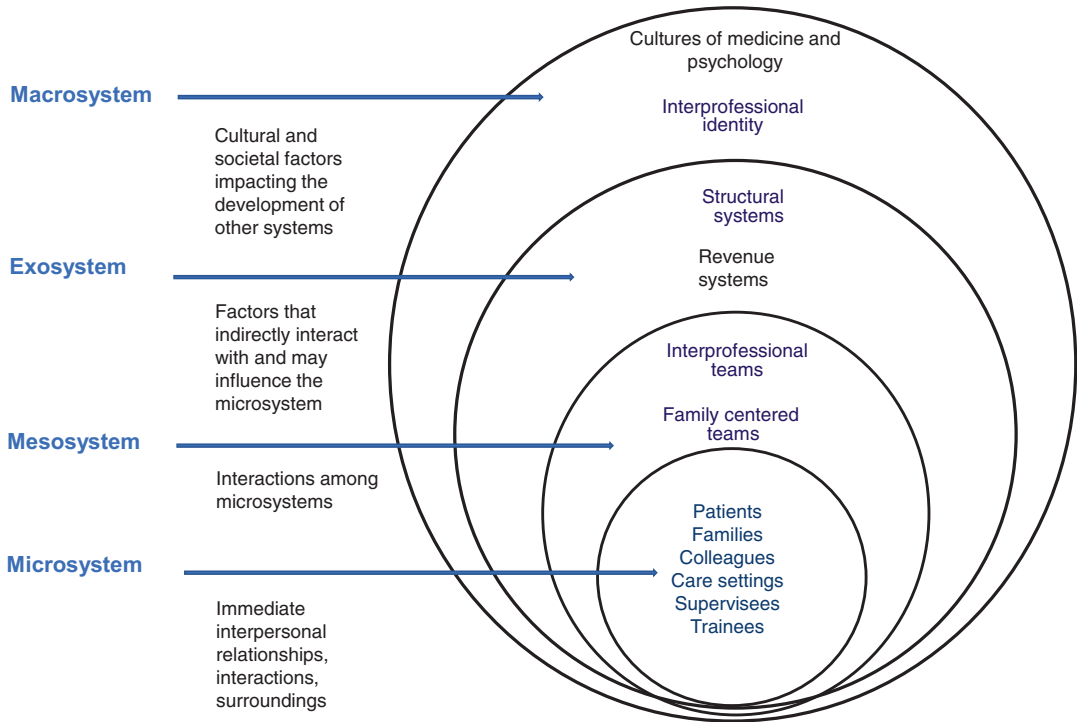 Macrosystem
Cultural and
societal factors
impacting the
development of
other systems
Exosystem
Factors that
indirectly interact
with and may
influence the
microsystem
Mesosystem
Interactions among
microsystems
Microsystem
Immediate
interpersonal
relationships,
interactions,
surroundings
Cultures of medicine and
psychology
Interprofessional
identity
Structural
systems
Revenue
systems
Interprofessional
teams
Family centered
teams
Patients
Families
Colleagues
Care settings
Supervisees
Trainees